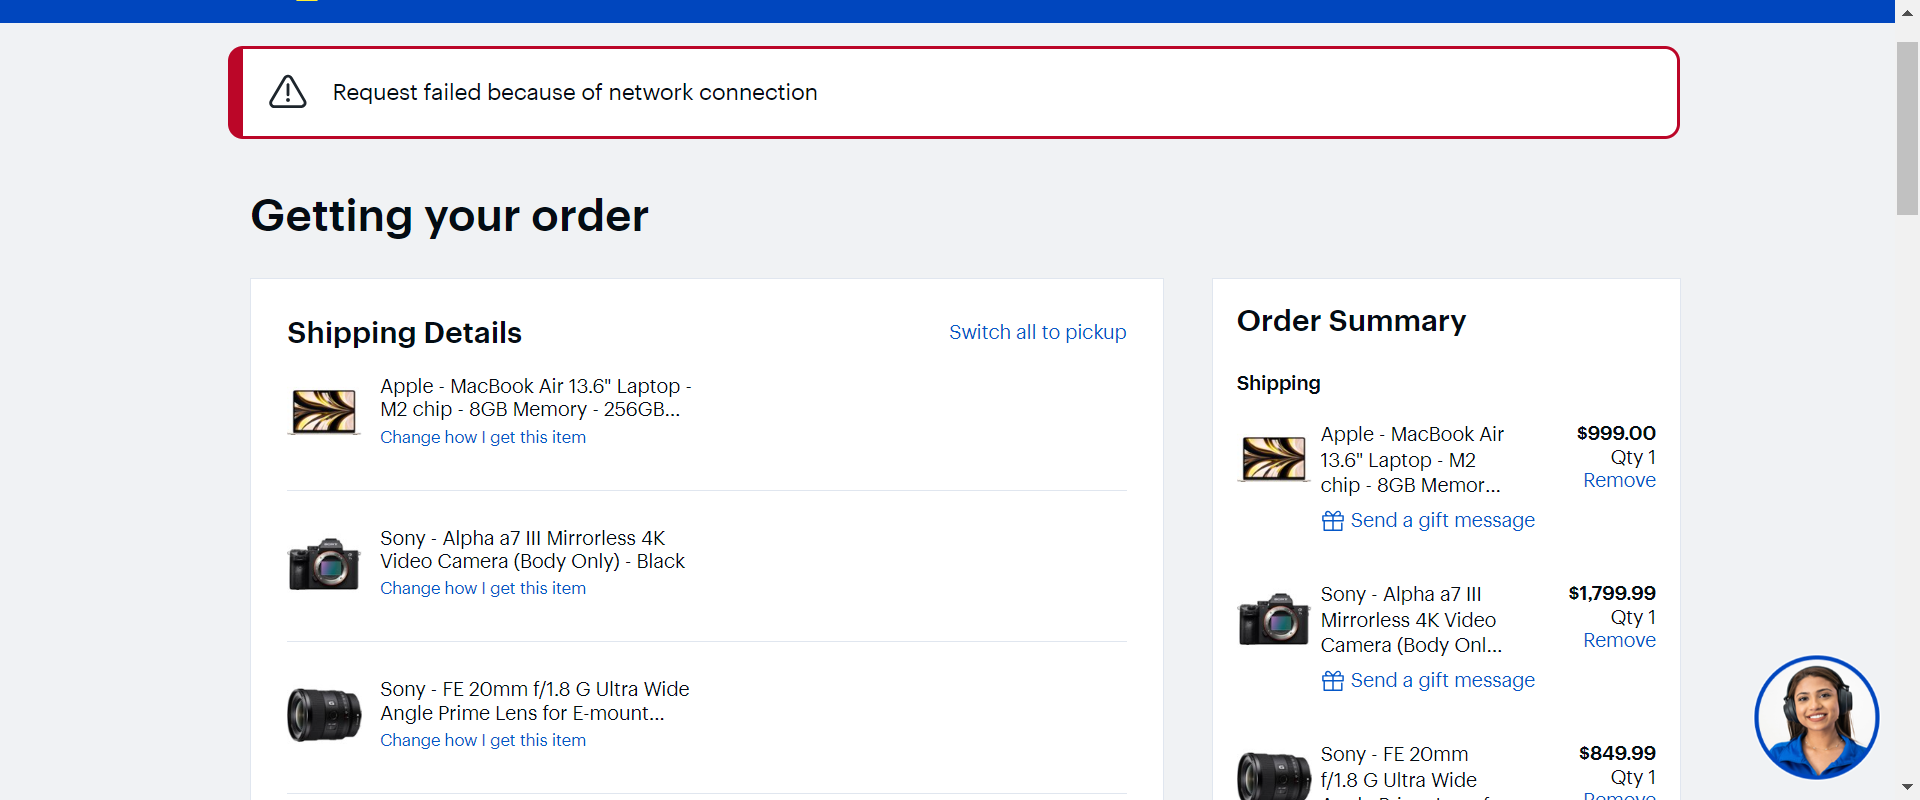 Request failed because of network connection
Getting your order
Shipping Details
Switch all to pickup
Apple - MacBook Air 13.6" Laptop -
M2 chip - 8GB Memory - 256GB...
Change how I get this item
Sony - Alpha a7 III Mirrorless 4K
Video Camera (Body Only) - Black
Change how I get this item
Sony - FE 20mm f/1.8 G Ultra Wide
Angle Prime Lens for E-mount...
Change how I get this item
Order Summary
Shipping
Apple - MacBook Air
13.6" Laptop - M2
chip - 8GB Memor...
$999.00
Qty 1
Remove
Send a gift message
Sony - Alpha a7 III
Mirrorless 4K Video
Camera (Body Onl...
$1,799.99
Qty 1
Remove
Send a gift message
Sony - FE 20mm
f/1.8 G Ultra Wide
$849.99
Qty 1
Remove